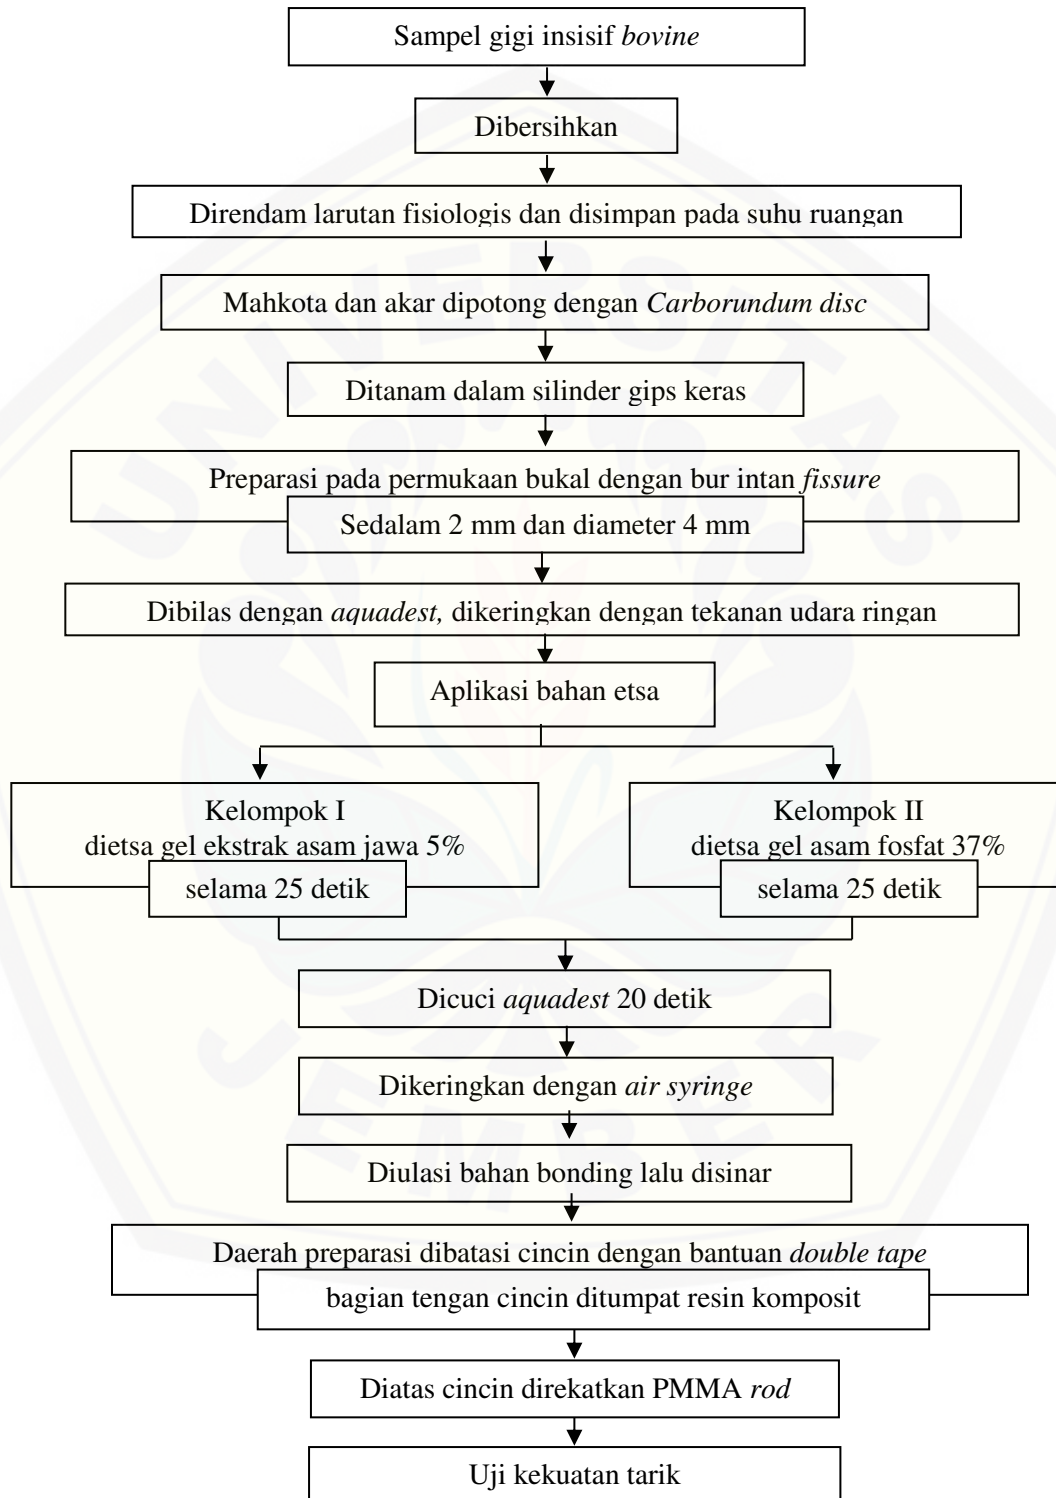 Sampel gigi insisif bovine
Dibersihkan
Direndam larutan fisiologis dan disimpan pada suhu ruangan
Mahkota dan akar dipotong dengan Carborundum disc
Ditanam dalam silinder gips keras
Preparasi pada permukaan bukal dengan bur intan fissure
Sedalam 2 mm dan diameter 4 mm
Dibilas dengan aquadest, dikeringkan dengan tekanan udara ringan
Aplikasi bahan etsa
Kelompok I
dietsa gel ekstrak asam jawa 5%
selama 25 detik
Kelompok II
dietsa gel asam fosfat 37%
selama 25 detik
Dicuci aquadest 20 detik
Dikeringkan dengan air syringe
Diulasi bahan bonding lalu disinar
Daerah preparasi dibatasi cincin dengan bantuan double tape
bagian tengan cincin ditumpat resin komposit
Diatas cincin direkatkan PMMA rod
Uji kekuatan tarik
UNIVERSITAS
JEMBER